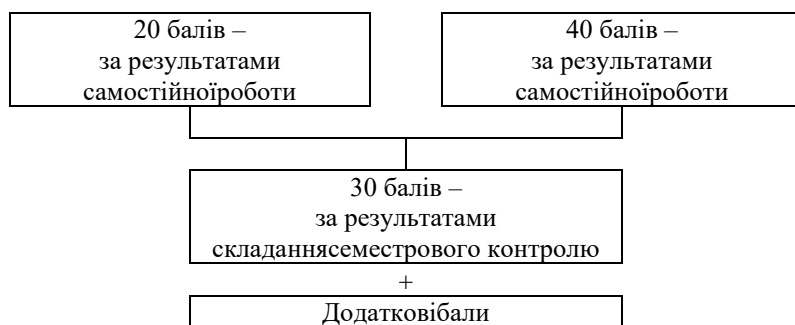 20 балів –
за результатами
самостійноїроботи
40 балів –
за результатами
самостійноїроботи
30 балів –
за результатами
складаннясеместрового контролю
+
Додатковібали